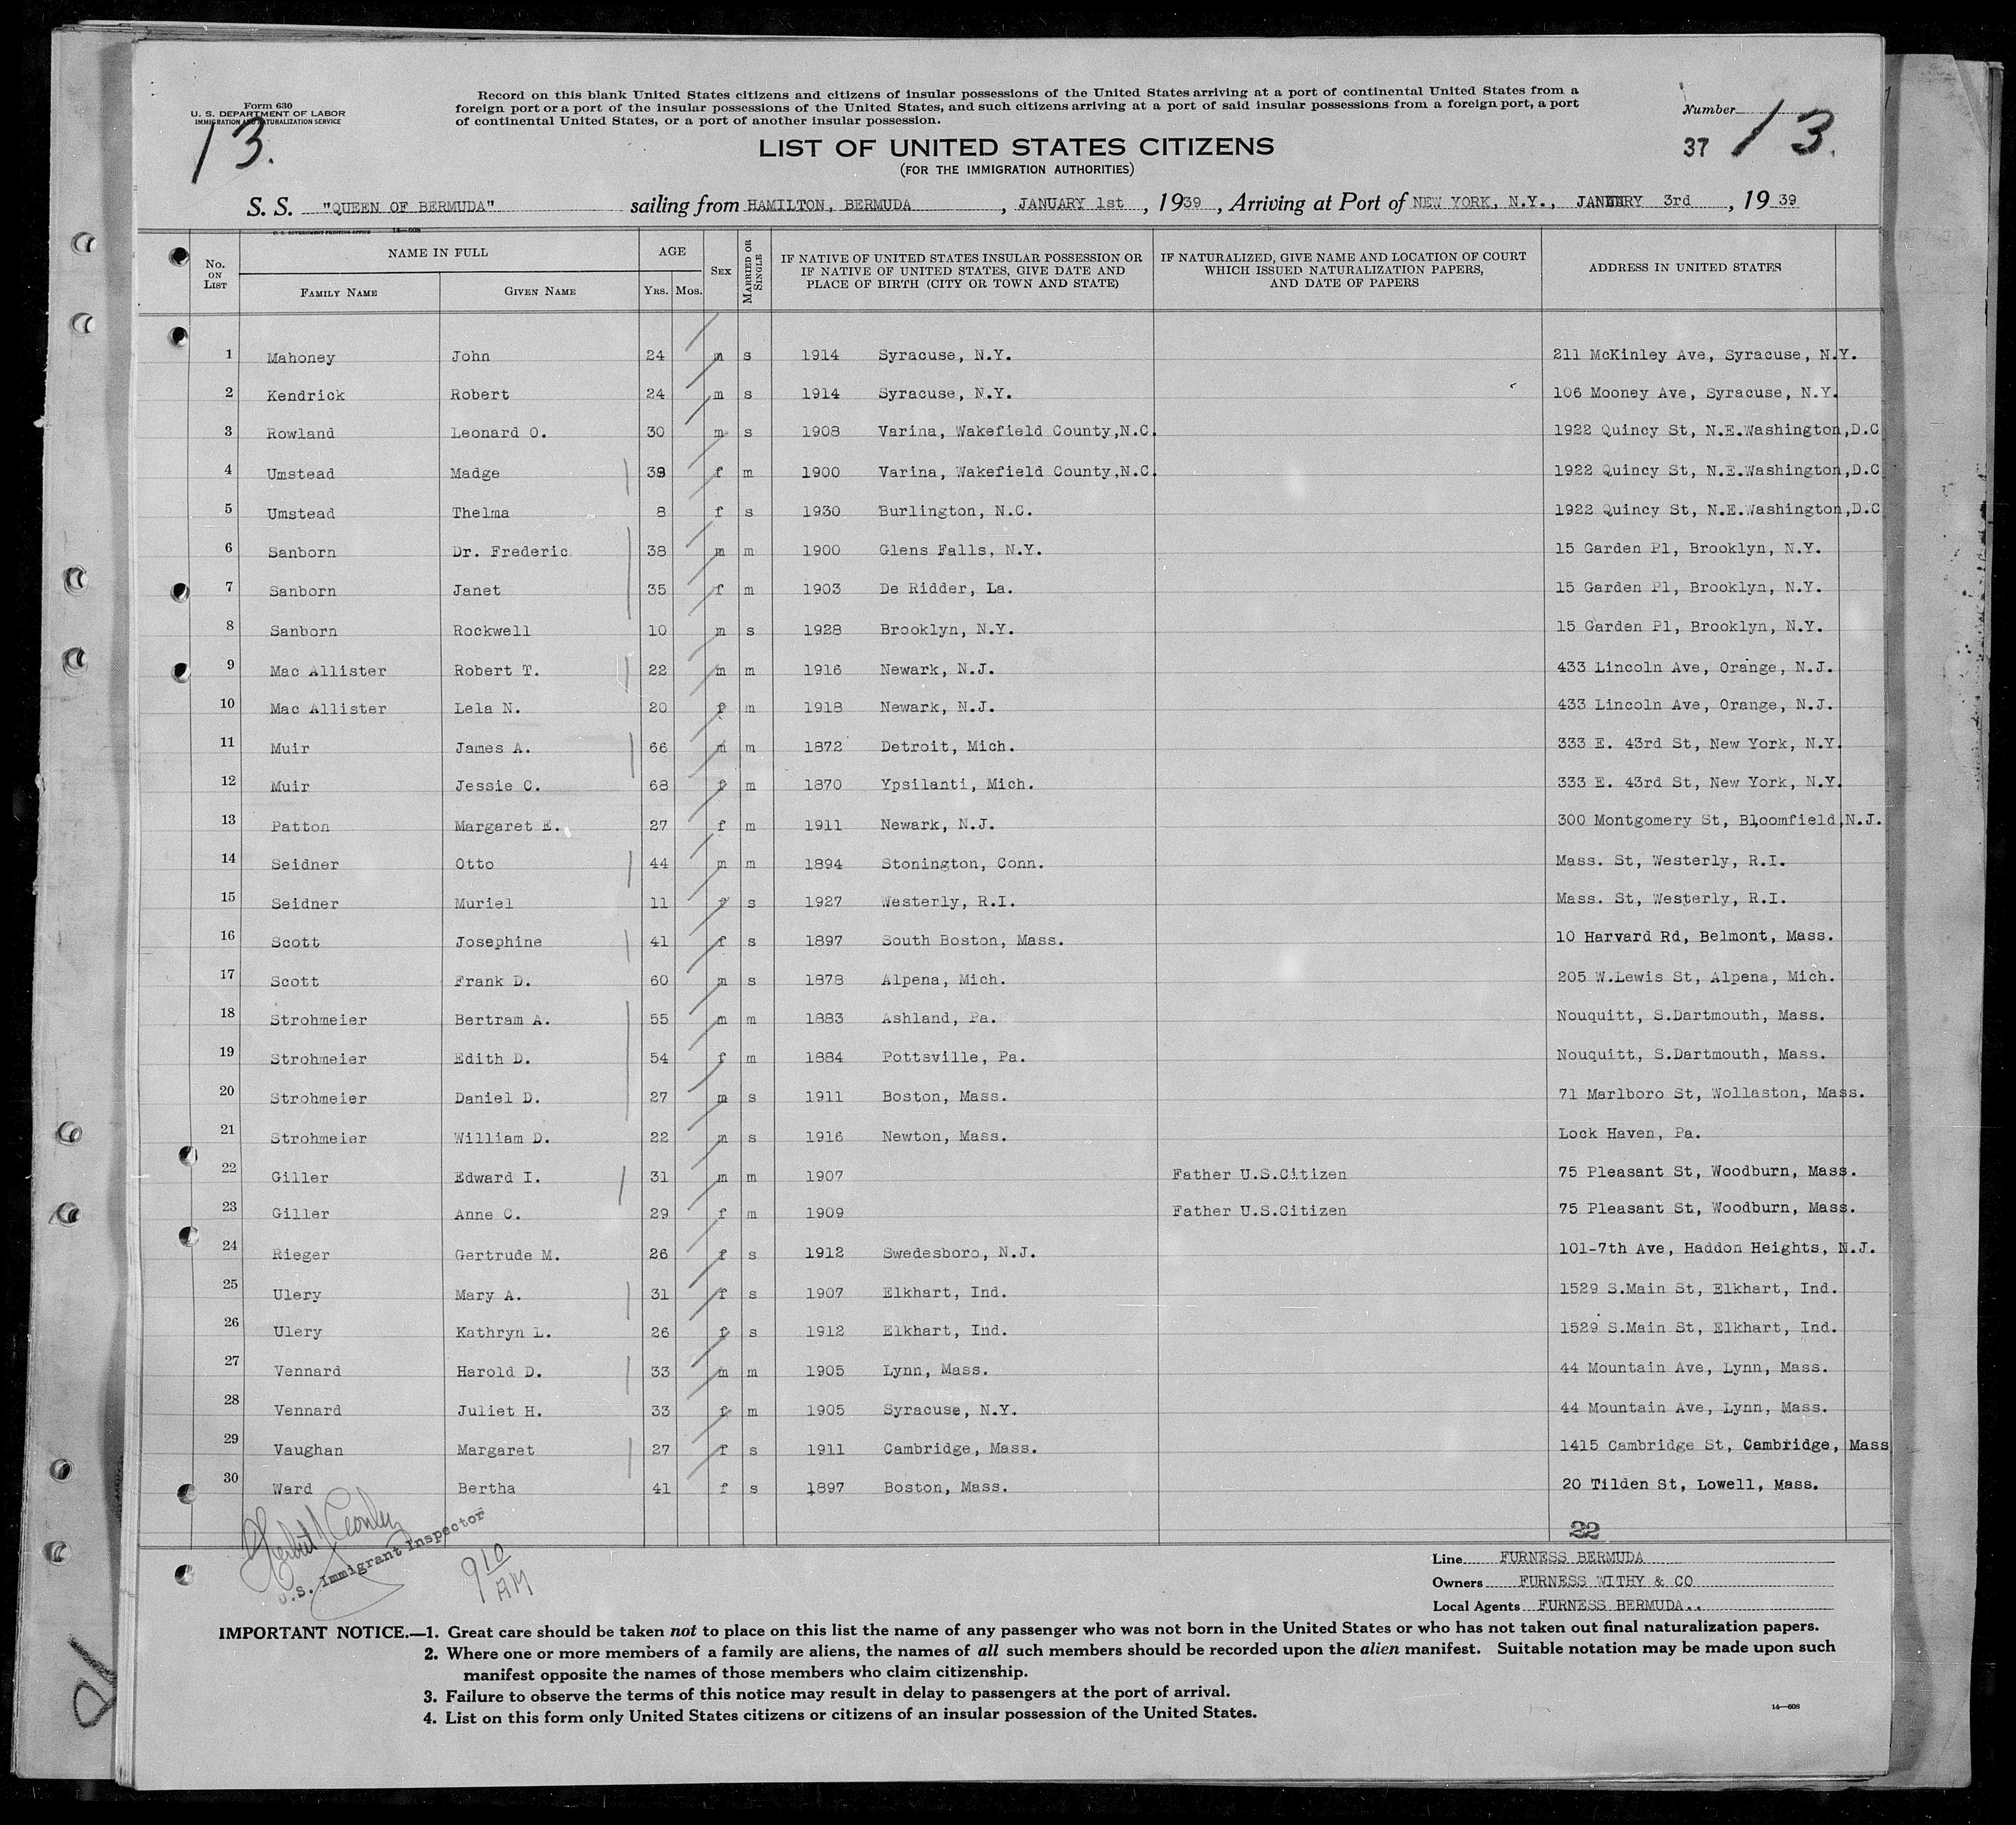 Form 630
U. S. DEPARTMENT OF LABOR
IMMIGRATION AND NATURALIZATION SERVICE
13.
Record on this blank United States citizens and citizens of insular possessions of the United States arriving at a port of continental United States from a
foreign port or a port of the insular possessions of the United States, and such citizens arriving at a port of said insular possessions from a foreign port, a port
of continental United States, or a port of another insular possession.
Number
37 13.
LIST OF UNITED STATES CITIZENS
(FOR THE IMMIGRATION AUTHORITIES)
S. S. "QUEEN OF BERMUDA" sailing from HAMILTON, BERMUDA , JANUARY 1st , 1939 , Arriving at Port of NEW YORK, N.Y., JANUARY 3rd , 1939
U. S. GOVERNMENT PRINTING OFFICE 14—608
No. ON LIST NAME IN FULL FAMILY NAME GIVEN NAME AGE YRS. MOS. SEX MARRIED OR SINGLE IF NATIVE OF UNITED STATES INSULAR POSSESSION OR IF NATIVE OF UNITED STATES, GIVE DATE AND PLACE OF BIRTH (CITY OR TOWN AND STATE) IF NATURALIZED, GIVE NAME AND LOCATION OF COURT WHICH ISSUED NATURALIZATION PAPERS, AND DATE OF PAPERS ADDRESS IN UNITED STATES
1 Mahoney John 24 m s 1914 Syracuse, N.Y. 211 McKinley Ave, Syracuse, N.Y.
2 Kendrick Robert 24 m s 1914 Syracuse, N.Y. 106 Mooney Ave, Syracuse, N.Y.
3 Rowland Leonard O. 30 m s 1908 Varina, Wakefield County,N.C. 1922 Quincy St, N.E.Washington,D.C
4 Umstead Madge 38 f m 1900 Varina, Wakefield County,N.C. 1922 Quincy St, N.E.Washington,D.C
5 Umstead Thelma 8 f s 1930 Burlington, N.C. 1922 Quincy St, N.E.Washington,D.C
6 Sanborn Dr. Frederic 38 m m 1900 Glens Falls, N.Y. 15 Garden Pl, Brooklyn, N.Y.
7 Sanborn Janet 35 f m 1903 De Ridder, La. 15 Garden Pl, Brooklyn, N.Y.
8 Sanborn Rockwell 10 m s 1928 Brooklyn, N.Y. 15 Garden Pl, Brooklyn, N.Y.
9 Mac Allister Robert T. 22 m m 1916 Newark, N.J. 433 Lincoln Ave, Orange, N.J.
10 Mac Allister Lela N. 20 f m 1918 Newark, N.J. 433 Lincoln Ave, Orange, N.J.
11 Muir James A. 66 m m 1872 Detroit, Mich. 333 E. 43rd St, New York, N.Y.
12 Muir Jessie C. 68 f m 1870 Ypsilanti, Mich. 333 E. 43rd St, New York, N.Y.
13 Patton Margaret E. 27 f m 1911 Newark, N.J. 300 Montgomery St, Bloomfield,N.J.
14 Seidner Otto 44 m m 1894 Stonington, Conn. Mass. St, Westerly, R.I.
15 Seidner Muriel 11 f s 1927 Westerly, R.I. Mass. St, Westerly, R.I.
16 Scott Josephine 41 f s 1897 South Boston, Mass. 10 Harvard Rd, Belmont, Mass.
17 Scott Frank D. 60 m s 1878 Alpena, Mich. 205 W.Lewis St, Alpena, Mich.
18 Strohmeier Bertram A. 55 m m 1883 Ashland, Pa. Nouquitt, S.Dartmouth, Mass.
19 Strohmeier Edith D. 54 f m 1884 Pottsville, Pa. Nouquitt, S.Dartmouth, Mass.
20 Strohmeier Daniel D. 27 m s 1911 Boston, Mass. 71 Marlboro St, Wollaston, Mass.
21 Strohmeier William D. 22 m s 1916 Newton, Mass. Lock Haven, Pa.
22 Giller Edward I. 31 m m 1907 Father U.S.Citizen 75 Pleasant St, Woodburn, Mass.
23 Giller Anne C. 29 f m 1909 Father U.S.Citizen 75 Pleasant St, Woodburn, Mass.
24 Rieger Gertrude M. 26 f s 1912 Swedesboro, N.J. 101-7th Ave, Haddon Heights, N.J.
25 Ulery Mary A. 31 f s 1907 Elkhart, Ind. 1529 S.Main St, Elkhart, Ind.
26 Ulery Kathryn L. 26 f s 1912 Elkhart, Ind. 1529 S.Main St, Elkhart, Ind.
27 Vennard Harold D. 33 m m 1905 Lynn, Mass. 44 Mountain Ave, Lynn, Mass.
28 Vennard Juliet H. 33 f m 1905 Syracuse, N.Y. 44 Mountain Ave, Lynn, Mass.
29 Vaughan Margaret 27 f s 1911 Cambridge, Mass. 1415 Cambridge St, Cambridge, Mass
30 Ward Bertha 41 f s 1897 Boston, Mass. 20 Tilden St, Lowell, Mass.
22
U.S. Immigrant Inspector
9 10 AM
Line FURNESS BERMUDA
Owners FURNESS WITHY & CO
Local Agents FURNESS BERMUDA..
IMPORTANT NOTICE.—1. Great care should be taken not to place on this list the name of any passenger who was not born in the United States or who has not taken out final naturalization papers.
2. Where one or more members of a family are aliens, the names of all such members should be recorded upon the alien manifest. Suitable notation may be made upon such
manifest opposite the names of those members who claim citizenship.
3. Failure to observe the terms of this notice may result in delay to passengers at the port of arrival.
4. List on this form only United States citizens or citizens of an insular possession of the United States.
14—608